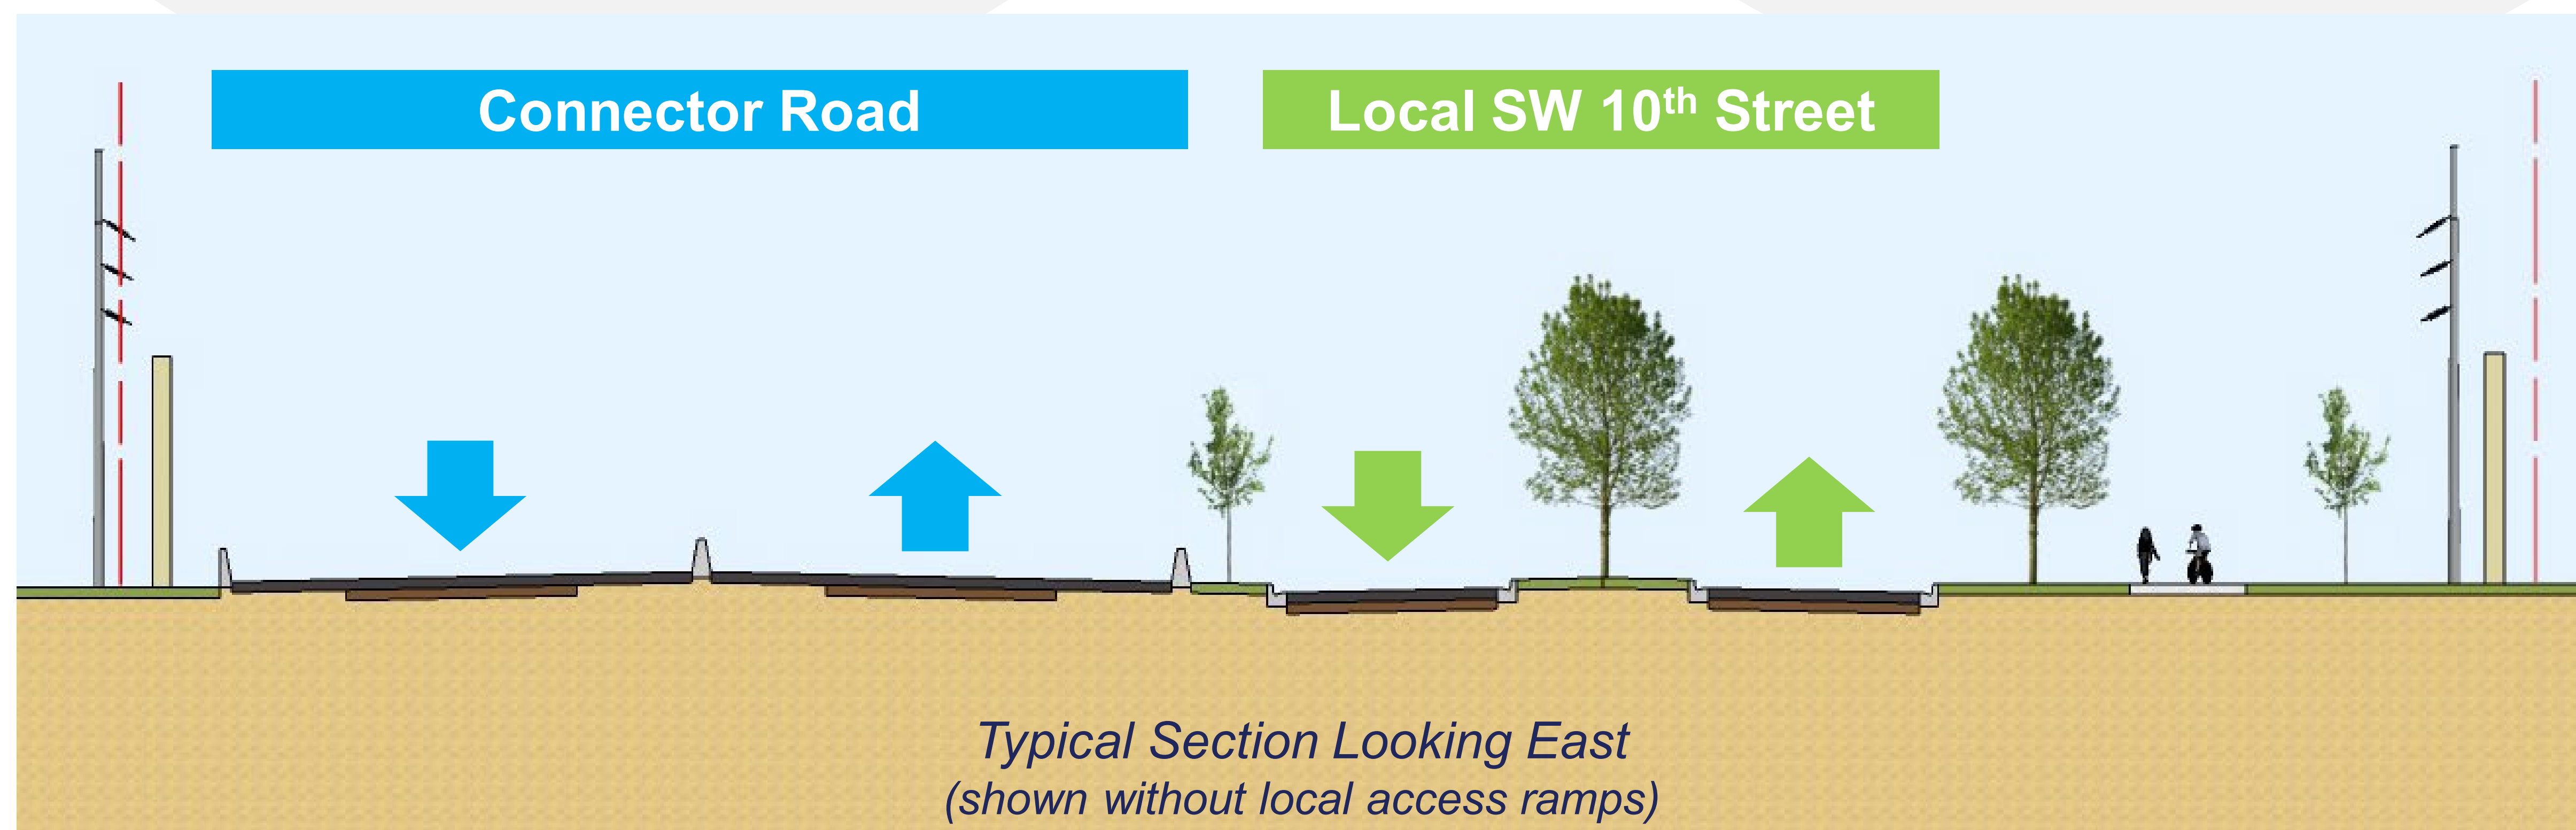 Connector Road
Local SW 10th Street
Typical Section Looking East
(shown without local access ramps)